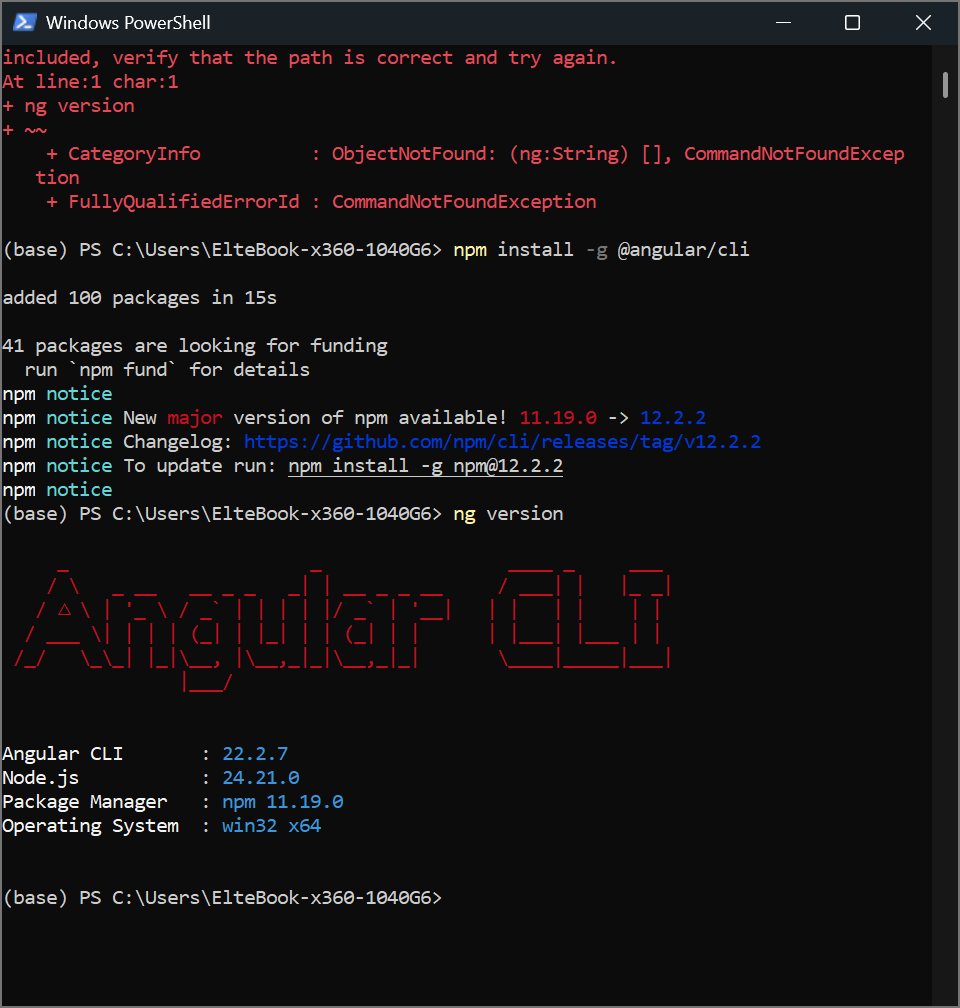 Windows PowerShell
included, verify that the path is correct and try again.
At line:1 char:1
+ ng version
+ ~~
    + CategoryInfo          : ObjectNotFound: (ng:String) [], CommandNotFoundExcep
   tion
    + FullyQualifiedErrorId : CommandNotFoundException
(base) PS C:\Users\ElteBook-x360-1040G6> npm install -g @angular/cli
added 100 packages in 15s
41 packages are looking for funding
  run `npm fund` for details
npm notice
npm notice New major version of npm available! 11.19.0 -> 12.2.2
npm notice Changelog: https://github.com/npm/cli/releases/tag/v12.2.2
npm notice To update run: npm install -g npm@12.2.2
npm notice
(base) PS C:\Users\ElteBook-x360-1040G6> ng version
Angular CLI
Angular CLI       : 22.2.7
Node.js           : 24.21.0
Package Manager   : npm 11.19.0
Operating System  : win32 x64
(base) PS C:\Users\ElteBook-x360-1040G6>